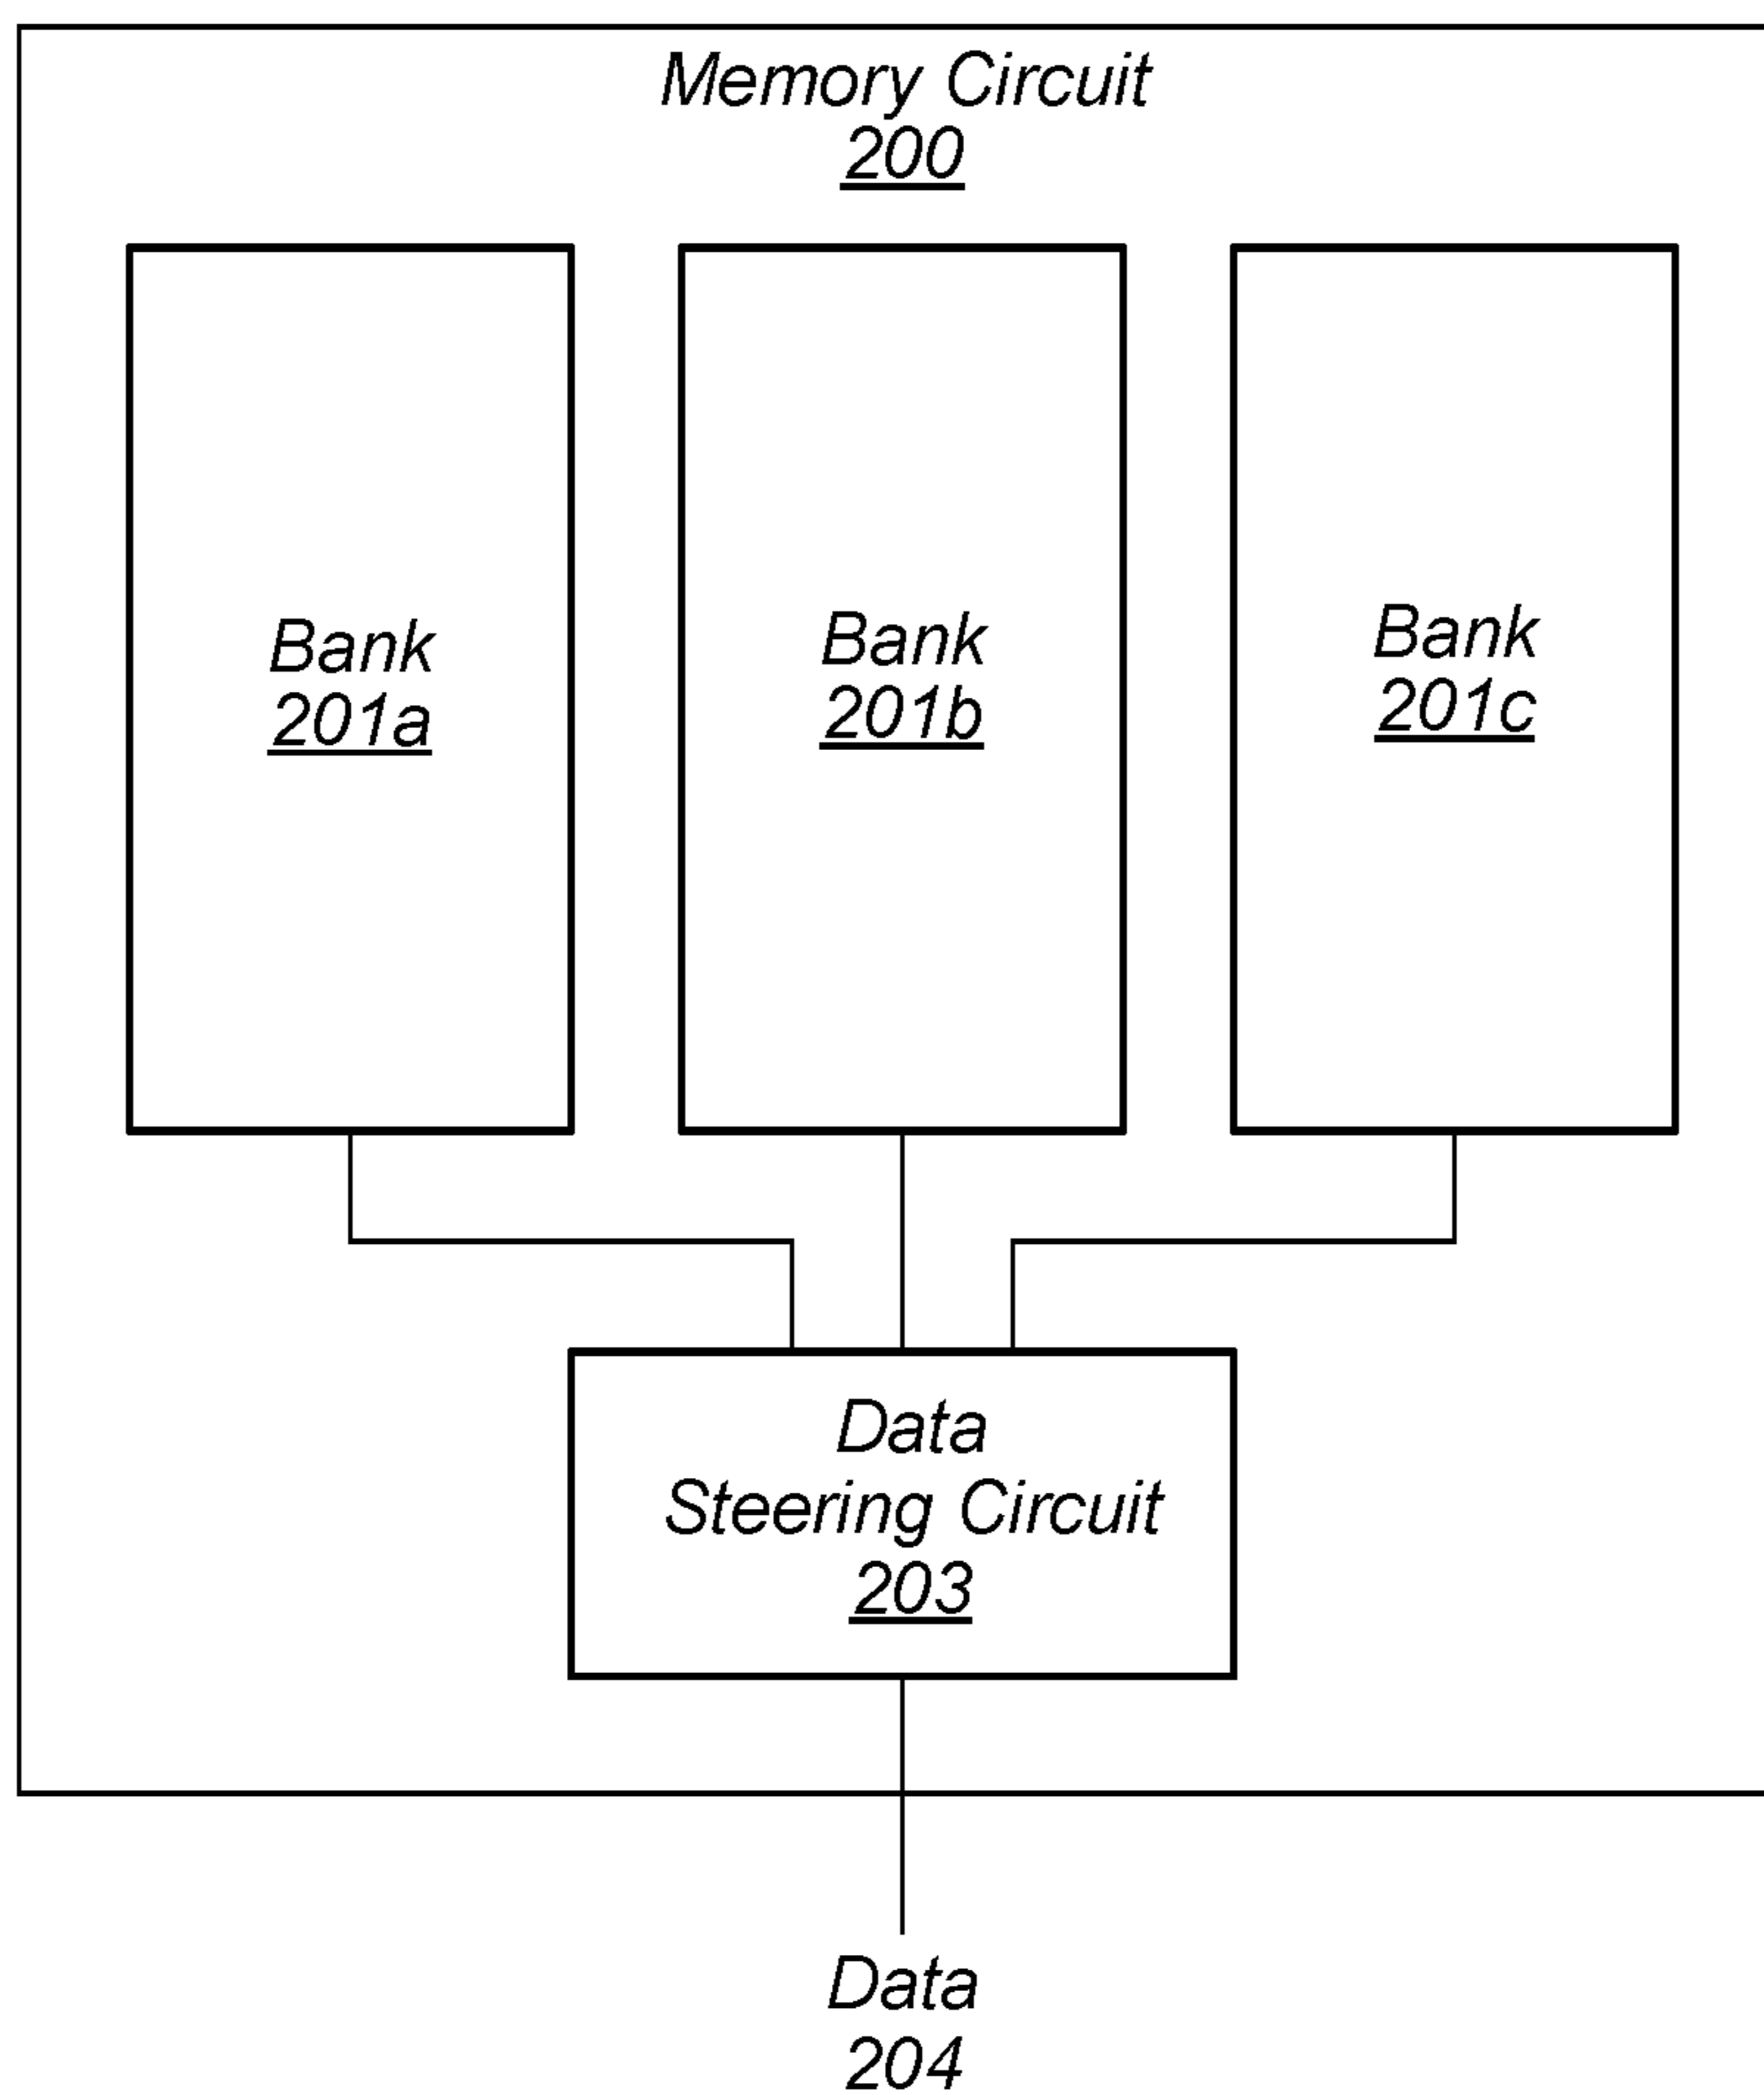 Memory Circuit
200
Bank
201a
Bank
201b
Bank
201c
Data
Steering Circuit
203
Data
204